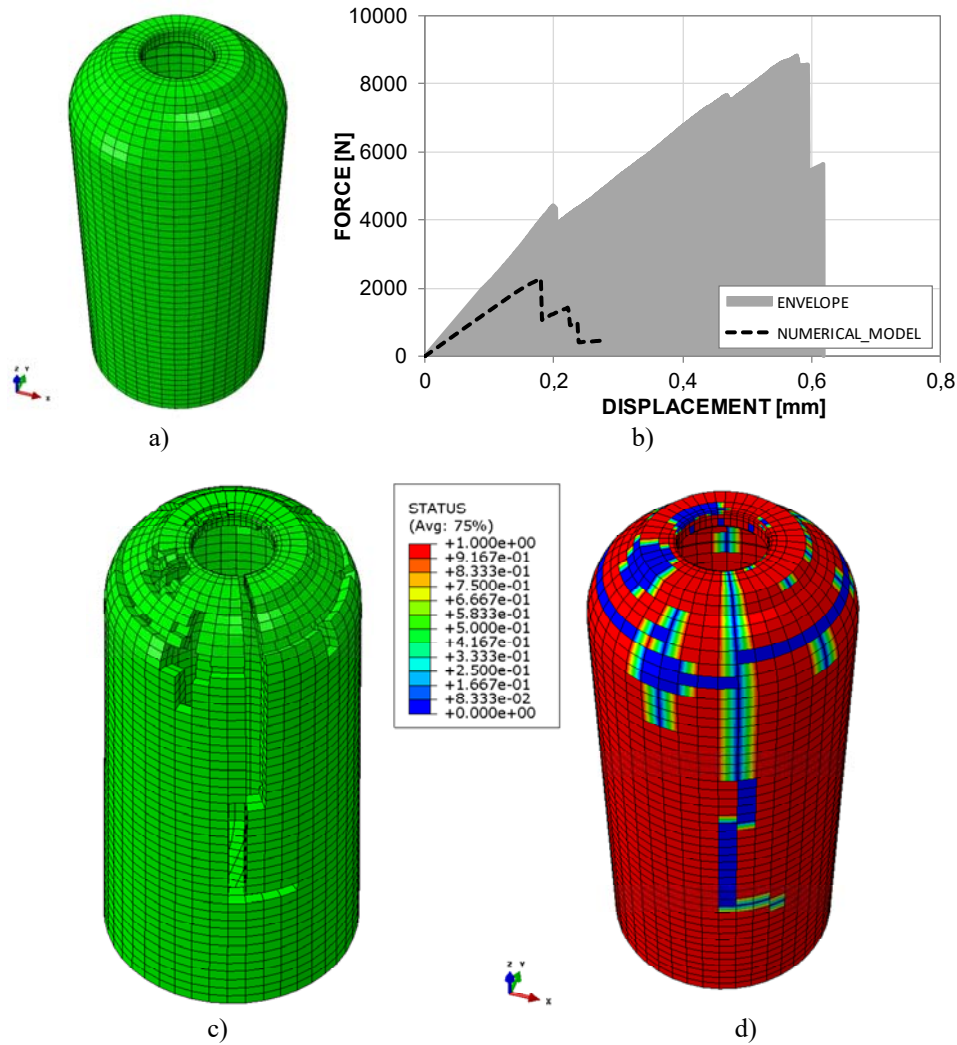 10000
8000
6000
4000
2000
0
FORCE [N]
ENVELOPE
NUMERICAL_MODEL
0
0,2
0,4
0,6
0,8
DISPLACEMENT [mm]
Z Y
X
a)
b)
STATUS
(Avg: 75%)
+1.000e+00
+9.167e-01
+8.333e-01
+7.500e-01
+6.667e-01
+5.833e-01
+5.000e-01
+4.167e-01
+3.333e-01
+2.500e-01
+1.667e-01
+8.333e-02
+0.000e+00
Z Y
X
c)
d)